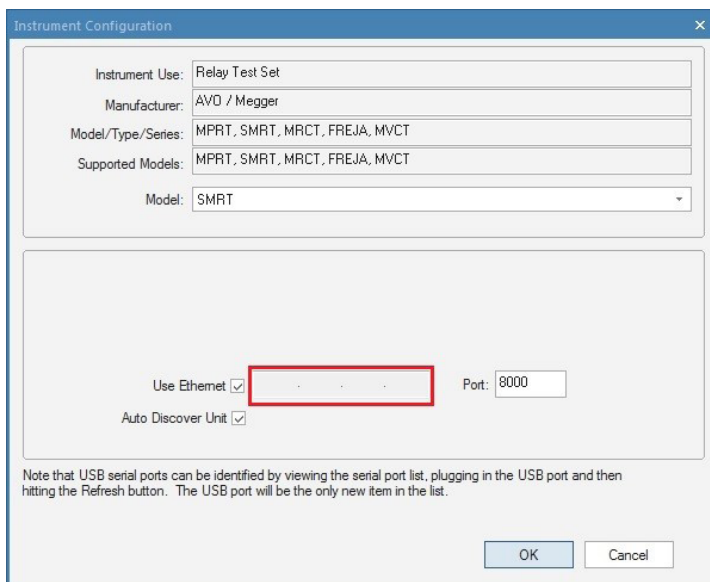 Instrument Configuration
Instrument Use: Relay Test Set
Manufacturer: AVO / Megger
Model/Type/Series: MPRT, SMRT, MRCT, FREJA, MVCT
Supported Models: MPRT, SMRT, MRCT, FREJA, MVCT
Model: SMRT
Use Ethernet . . . Port: 8000
Auto Discover Unit
Note that USB serial ports can be identified by viewing the serial port list, plugging in the USB port and then
hitting the Refresh button. The USB port will be the only new item in the list.
OK Cancel